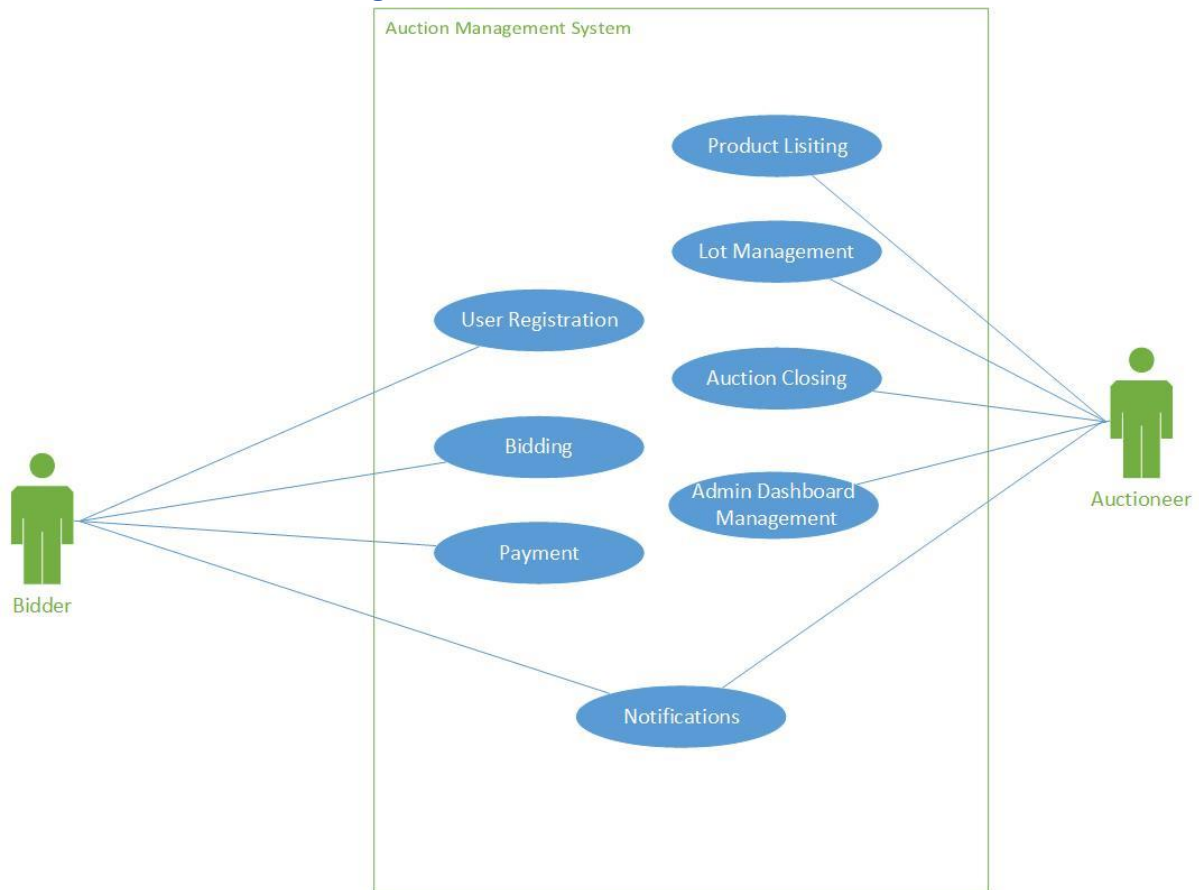 Auction Management System
Product Lisiting
Lot Management
User Registration
Auction Closing
Bidding
Admin Dashboard
Management
Auctioneer
Payment
Bidder
Notifications